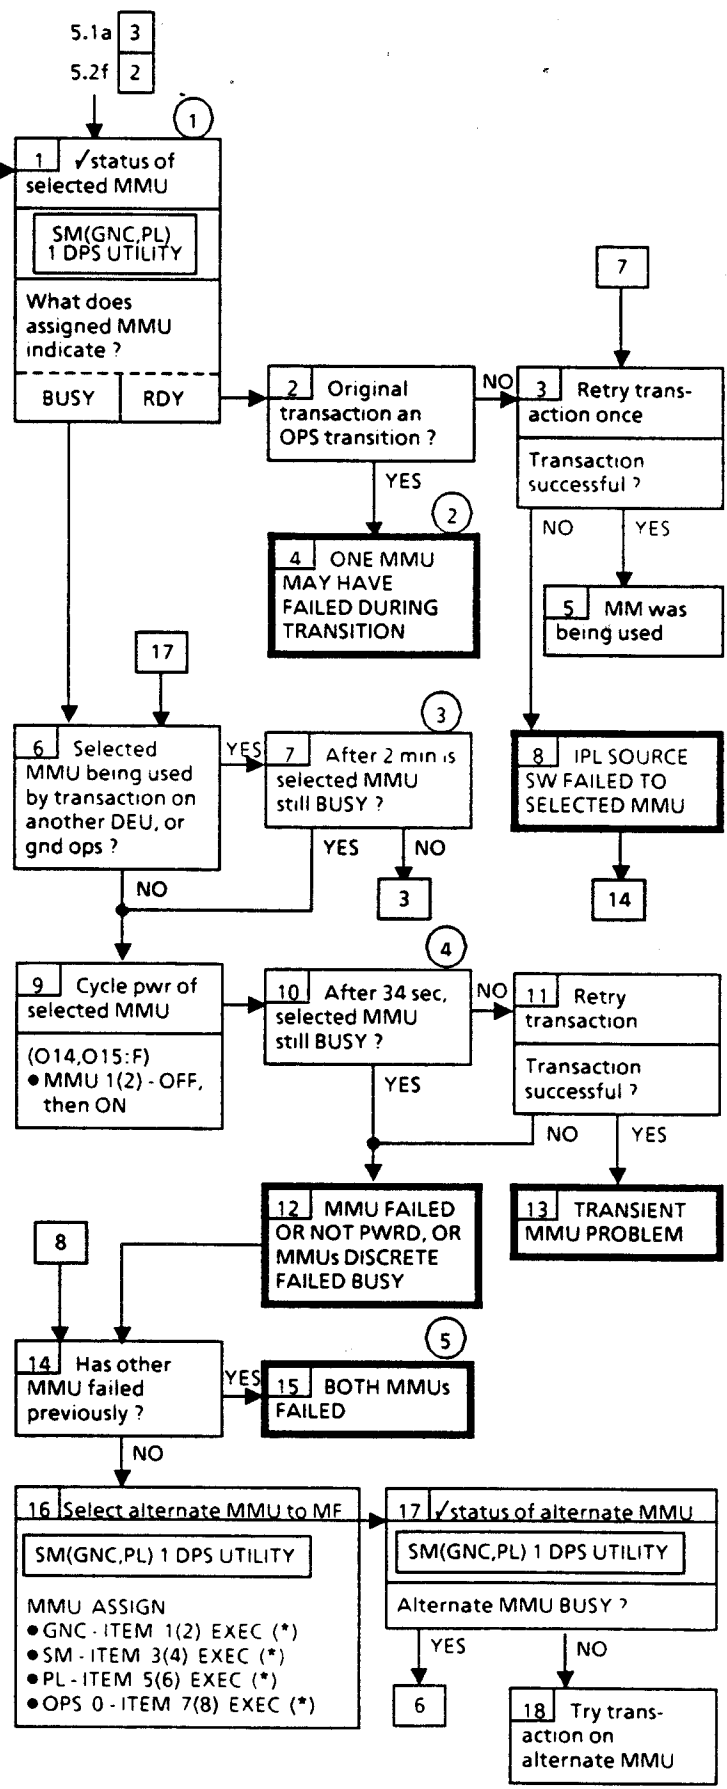 5.1a 3
5.2f 2
1
1 ✓status of
selected MMU
SM(GNC,PL)
1 DPS UTILITY
What does
assigned MMU
indicate ?
BUSY RDY
2 Original
transaction an
OPS transition ?
NO
YES
7
3 Retry trans-
action once
Transaction
successful ?
NO YES
2
4 ONE MMU
MAY HAVE
FAILED DURING
TRANSITION
5 MM was
being used
17
6 Selected
MMU being used
by transaction on
another DEU, or
gnd ops ?
YES
NO
3
7 After 2 min is
selected MMU
still BUSY ?
YES NO
3
8 IPL SOURCE
SW FAILED TO
SELECTED MMU
14
9 Cycle pwr of
selected MMU
(O14,O15:F)
● MMU 1(2) - OFF,
then ON
4
10 After 34 sec,
selected MMU
still BUSY ?
NO
YES
11 Retry
transaction
Transaction
successful ?
NO YES
12 MMU FAILED
OR NOT PWRD, OR
MMUs DISCRETE
FAILED BUSY
13 TRANSIENT
MMU PROBLEM
8
14 Has other
MMU failed
previously ?
YES
NO
5
15 BOTH MMUs
FAILED
16 Select alternate MMU to MF
SM(GNC,PL) 1 DPS UTILITY
MMU ASSIGN
● GNC - ITEM 1(2) EXEC (*)
● SM - ITEM 3(4) EXEC (*)
● PL - ITEM 5(6) EXEC (*)
● OPS 0 - ITEM 7(8) EXEC (*)
17 ✓status of alternate MMU
SM(GNC,PL) 1 DPS UTILITY
Alternate MMU BUSY ?
YES NO
6
18 Try trans-
action on
alternate MMU